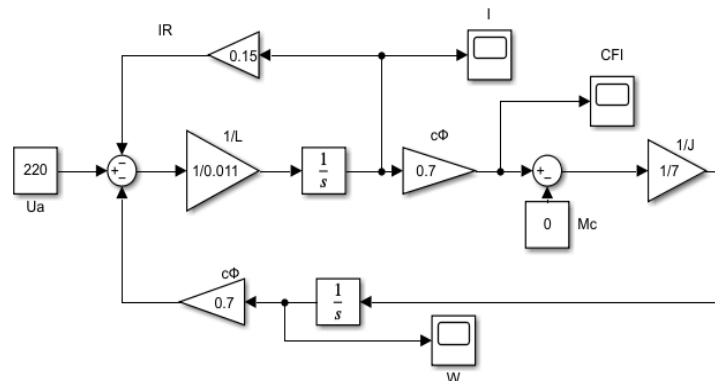 I
IR
0.15
CFI
1/L
cΦ
1/J
220
+
−
−
1/0.011
1
s
0.7
+
−
1/7
Ua
0
Mc
cΦ
0.7
1
s
W